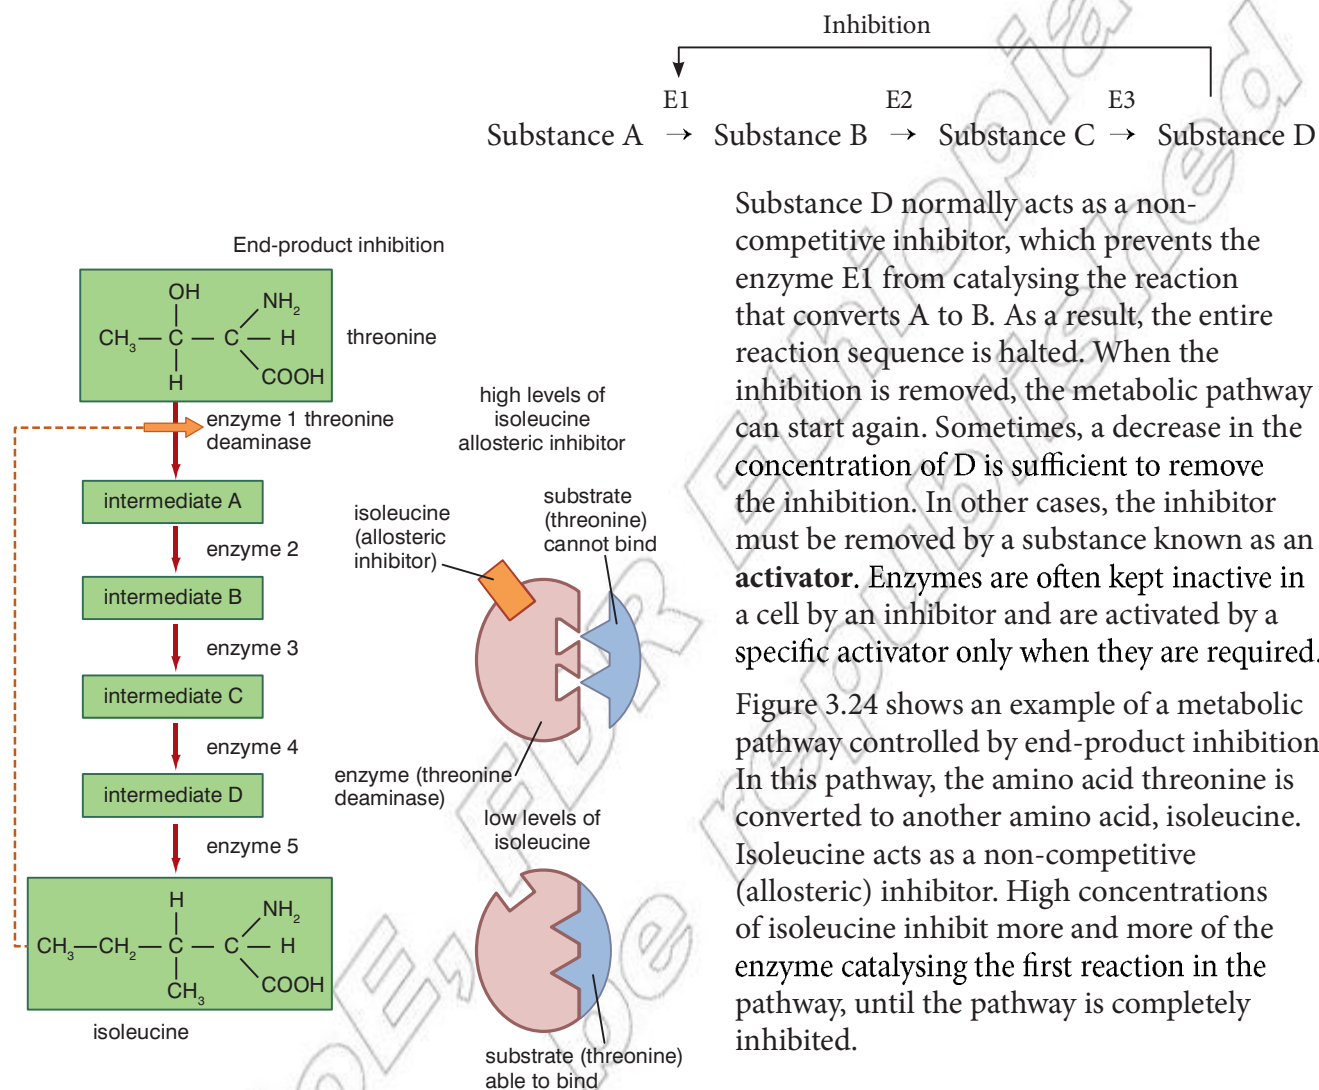 Inhibition
E1 E2 E3
Substance A → Substance B → Substance C → Substance D
Substance D normally acts as a non-
competitive inhibitor, which prevents the
enzyme E1 from catalysing the reaction
that converts A to B. As a result, the entire
reaction sequence is halted. When the
inhibition is removed, the metabolic pathway
can start again. Sometimes, a decrease in the
concentration of D is sufficient to remove
the inhibition. In other cases, the inhibitor
must be removed by a substance known as an
activator. Enzymes are often kept inactive in
a cell by an inhibitor and are activated by a
specific activator only when they are required.
Figure 3.24 shows an example of a metabolic
pathway controlled by end-product inhibition
In this pathway, the amino acid threonine is
converted to another amino acid, isoleucine.
Isoleucine acts as a non-competitive
(allosteric) inhibitor. High concentrations
of isoleucine inhibit more and more of the
enzyme catalysing the first reaction in the
pathway, until the pathway is completely
inhibited.
End-product inhibition
OH
NH₂
CH₃ — C — C — H
H
COOH
threonine
enzyme 1 threonine
deaminase
intermediate A
enzyme 2
intermediate B
enzyme 3
intermediate C
enzyme 4
intermediate D
enzyme 5
H
NH₂
CH₃—CH₂—C — C — H
CH₃
COOH
isoleucine
high levels of
isoleucine
allosteric inhibitor
isoleucine
(allosteric
inhibitor)
substrate
(threonine)
cannot bind
enzyme (threonine
deaminase)
low levels of
isoleucine
substrate (threonine)
able to bind
Ethiopia
FDR
republished
oE,
be